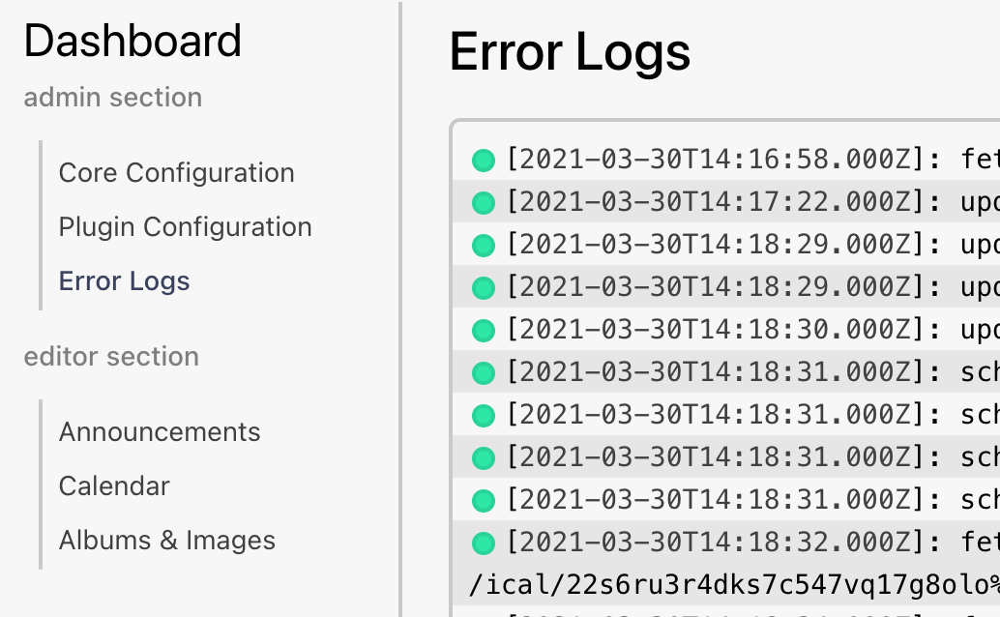 Dashboard
admin section
Core Configuration
Plugin Configuration
Error Logs
editor section
Announcements
Calendar
Albums & Images
Error Logs
[2021-03-30T14:16:58.000Z]: fet
[2021-03-30T14:17:22.000Z]: upd
[2021-03-30T14:18:29.000Z]: upd
[2021-03-30T14:18:29.000Z]: upd
[2021-03-30T14:18:30.000Z]: upd
[2021-03-30T14:18:31.000Z]: sch
[2021-03-30T14:18:31.000Z]: sch
[2021-03-30T14:18:31.000Z]: sch
[2021-03-30T14:18:31.000Z]: sch
[2021-03-30T14:18:32.000Z]: fet
/ical/22s6ru3r4dks7c547vq17g8olo%